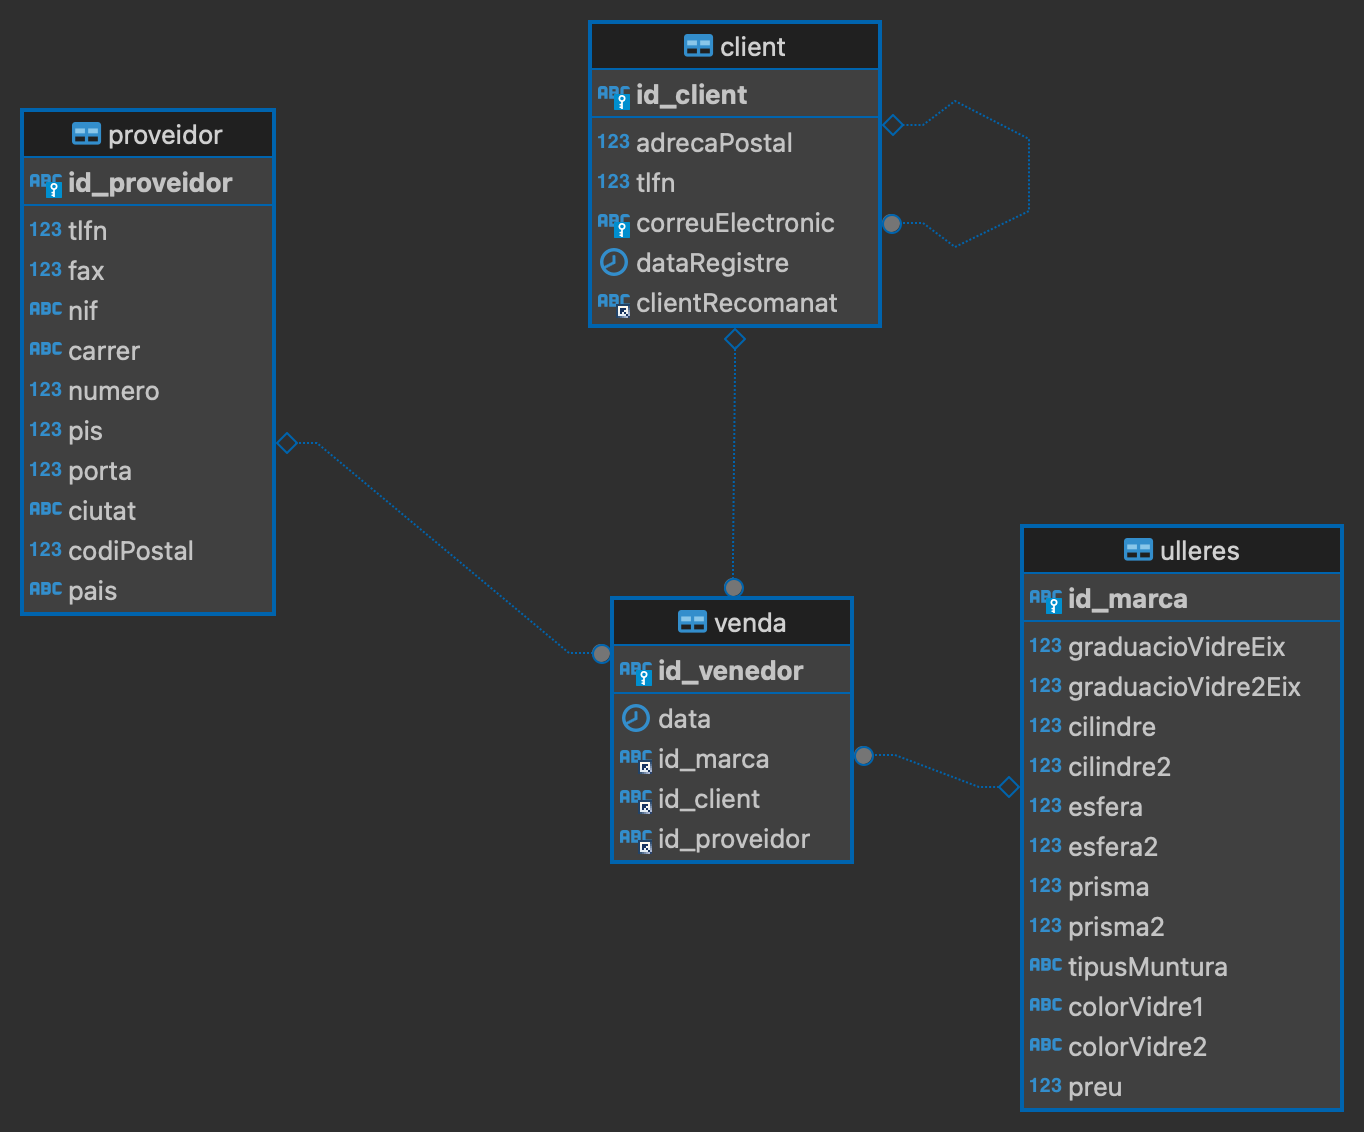 client
ABC id_client
123 adrecaPostal
123 tlfn
ABC correuElectronic
dataRegistre
ABC clientRecomanat
proveidor
ABC id_proveidor
123 tlfn
123 fax
ABC nif
ABC carrer
123 numero
123 pis
123 porta
ABC ciutat
123 codiPostal
ABC pais
venda
ABC id_venedor
data
ABC id_marca
ABC id_client
ABC id_proveidor
ulleres
ABC id_marca
123 graduacioVidreEix
123 graduacioVidre2Eix
123 cilindre
123 cilindre2
123 esfera
123 esfera2
123 prisma
123 prisma2
ABC tipusMuntura
ABC colorVidre1
ABC colorVidre2
123 preu